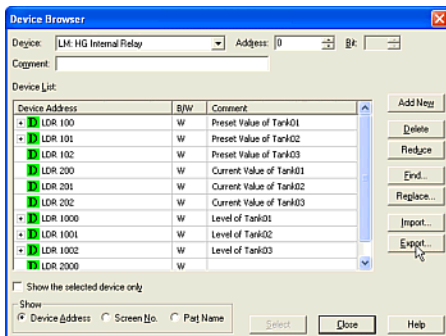 Device Browser
Device: LM: HG Internal Relay Address: 0 Bit:
Comment:
Device List:
Device Address B/W Comment
D LDR 100 W Preset Value of Tank01
D LDR 101 W Preset Value of Tank02
D LDR 102 W Preset Value of Tank03
D LDR 200 W Current Value of Tank01
D LDR 201 W Current Value of Tank02
D LDR 202 W Current Value of Tank03
D LDR 1000 W Level of Tank01
D LDR 1001 W Level of Tank02
D LDR 1002 W Level of Tank03
D LDR 2000 W
Add New
Delete
Reduce
Find...
Replace...
Import...
Export...
Show the selected device only
Show
Device Address Screen No. Part Name
Select Close Help